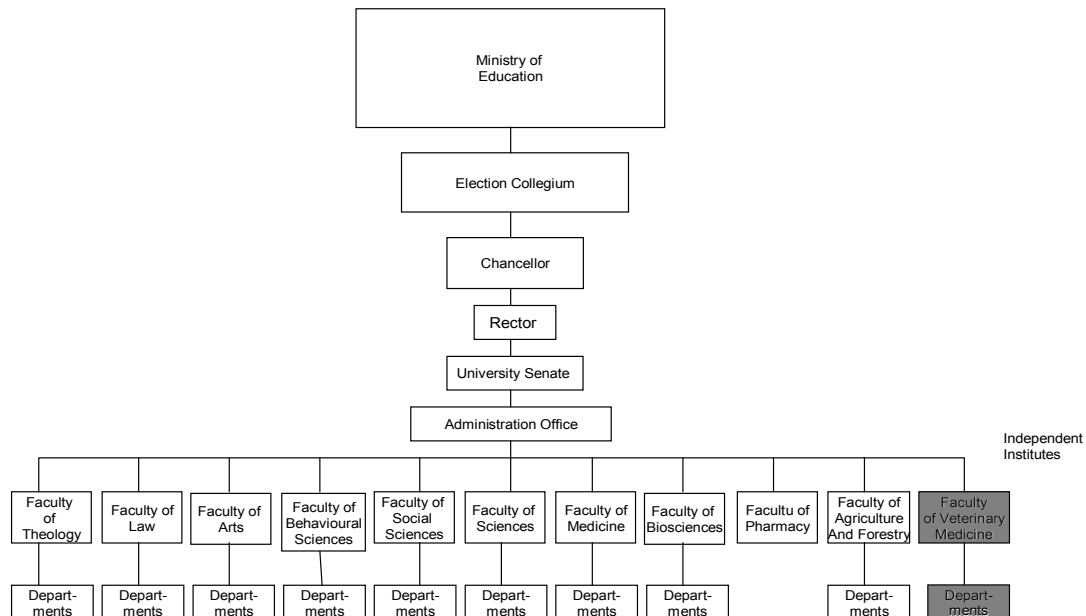 Ministry of
Education
Election Collegium
Chancellor
Rector
University Senate
Administration Office
Independent
Institutes
Faculty
of
Theology
Faculty of
Law
Faculty of
Arts
Faculty of
Behavioural
Sciences
Faculty of
Social
Sciences
Faculty of
Sciences
Faculty of
Medicine
Faculty of
Biosciences
Facultu of
Pharmacy
Faculty of
Agriculture
And Forestry
Faculty
of Veterinary
Medicine
Depart-
ments
Depart-
ments
Depart-
ments
Depart-
ments
Depart-
ments
Depart-
ments
Depart-
ments
Depart-
ments
Depart-
ments
Depart-
ments